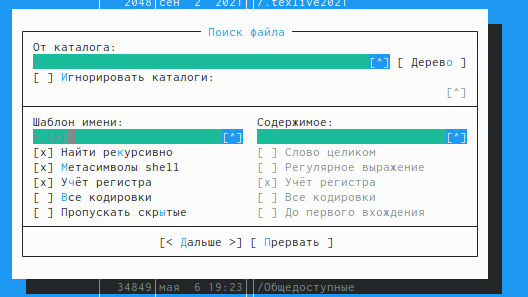 2048 сен 2 2021 /.texlive2021
Поиск файла
От каталога:
[^] [ Дерево ]
[ ] Игнорировать каталоги:
[^]
Шаблон имени: Содержимое:
[^] [^]
[x] Найти рекурсивно [ ] Слово целиком
[x] Метасимволы shell [ ] Регулярное выражение
[x] Учёт регистра [x] Учёт регистра
[ ] Все кодировки [ ] Все кодировки
[ ] Пропускать скрытые [ ] До первого вхождения
[< Дальше >] [ Прервать ]
34849 мая 6 19:23 /Общедоступные